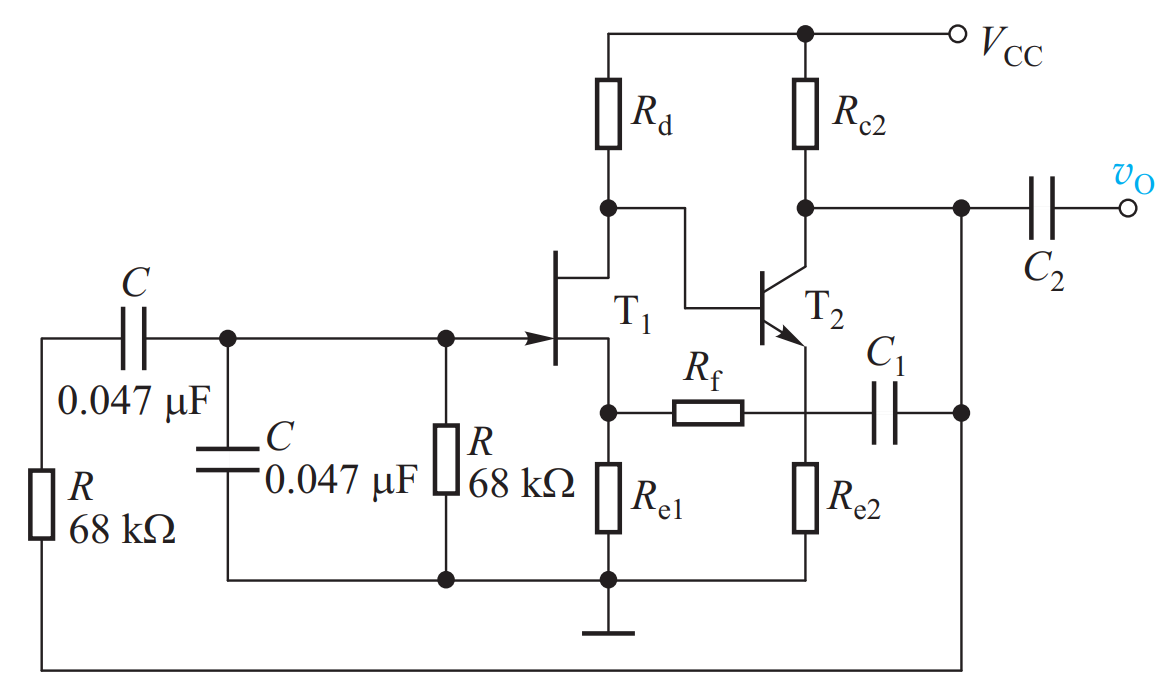 V_CC
R_d
R_c2
v_O
C_2
C
0.047 μF
T_1
T_2
C_1
R_f
C
0.047 μF
R
68 kΩ
R
68 kΩ
R_e1
R_e2